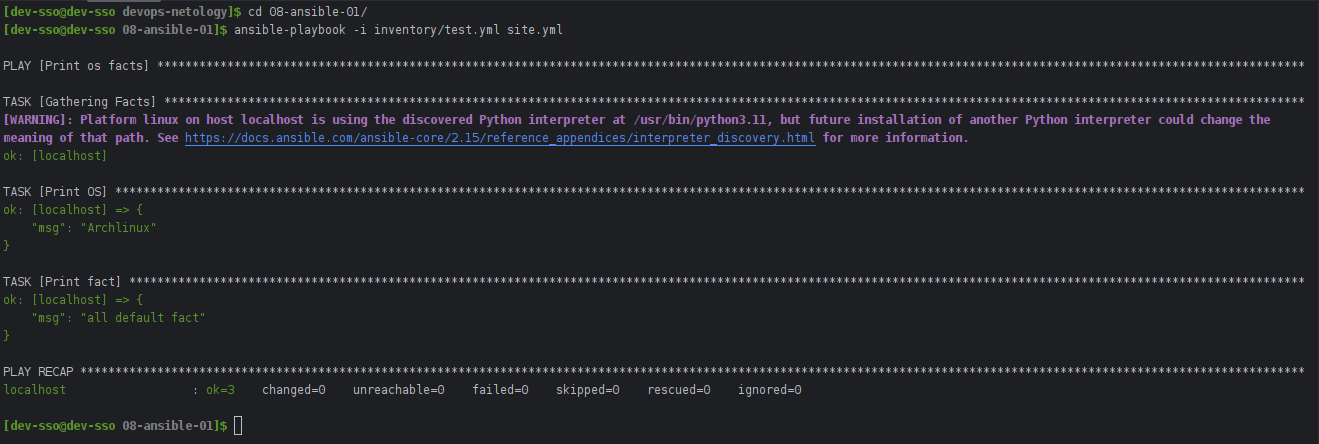 [dev-sso@dev-sso devops-netology]$ cd 08-ansible-01/
[dev-sso@dev-sso 08-ansible-01]$ ansible-playbook -i inventory/test.yml site.yml
PLAY [Print os facts] ********************************************************************************************************************************************************************
TASK [Gathering Facts] *******************************************************************************************************************************************************************
[WARNING]: Platform linux on host localhost is using the discovered Python interpreter at /usr/bin/python3.11, but future installation of another Python interpreter could change the
meaning of that path. See https://docs.ansible.com/ansible-core/2.15/reference_appendices/interpreter_discovery.html for more information.
ok: [localhost]
TASK [Print OS] **************************************************************************************************************************************************************************
ok: [localhost] => {
    "msg": "Archlinux"
}
TASK [Print fact] ************************************************************************************************************************************************************************
ok: [localhost] => {
    "msg": "all default fact"
}
PLAY RECAP *******************************************************************************************************************************************************************************
localhost                  : ok=3    changed=0    unreachable=0    failed=0    skipped=0    rescued=0    ignored=0
[dev-sso@dev-sso 08-ansible-01]$